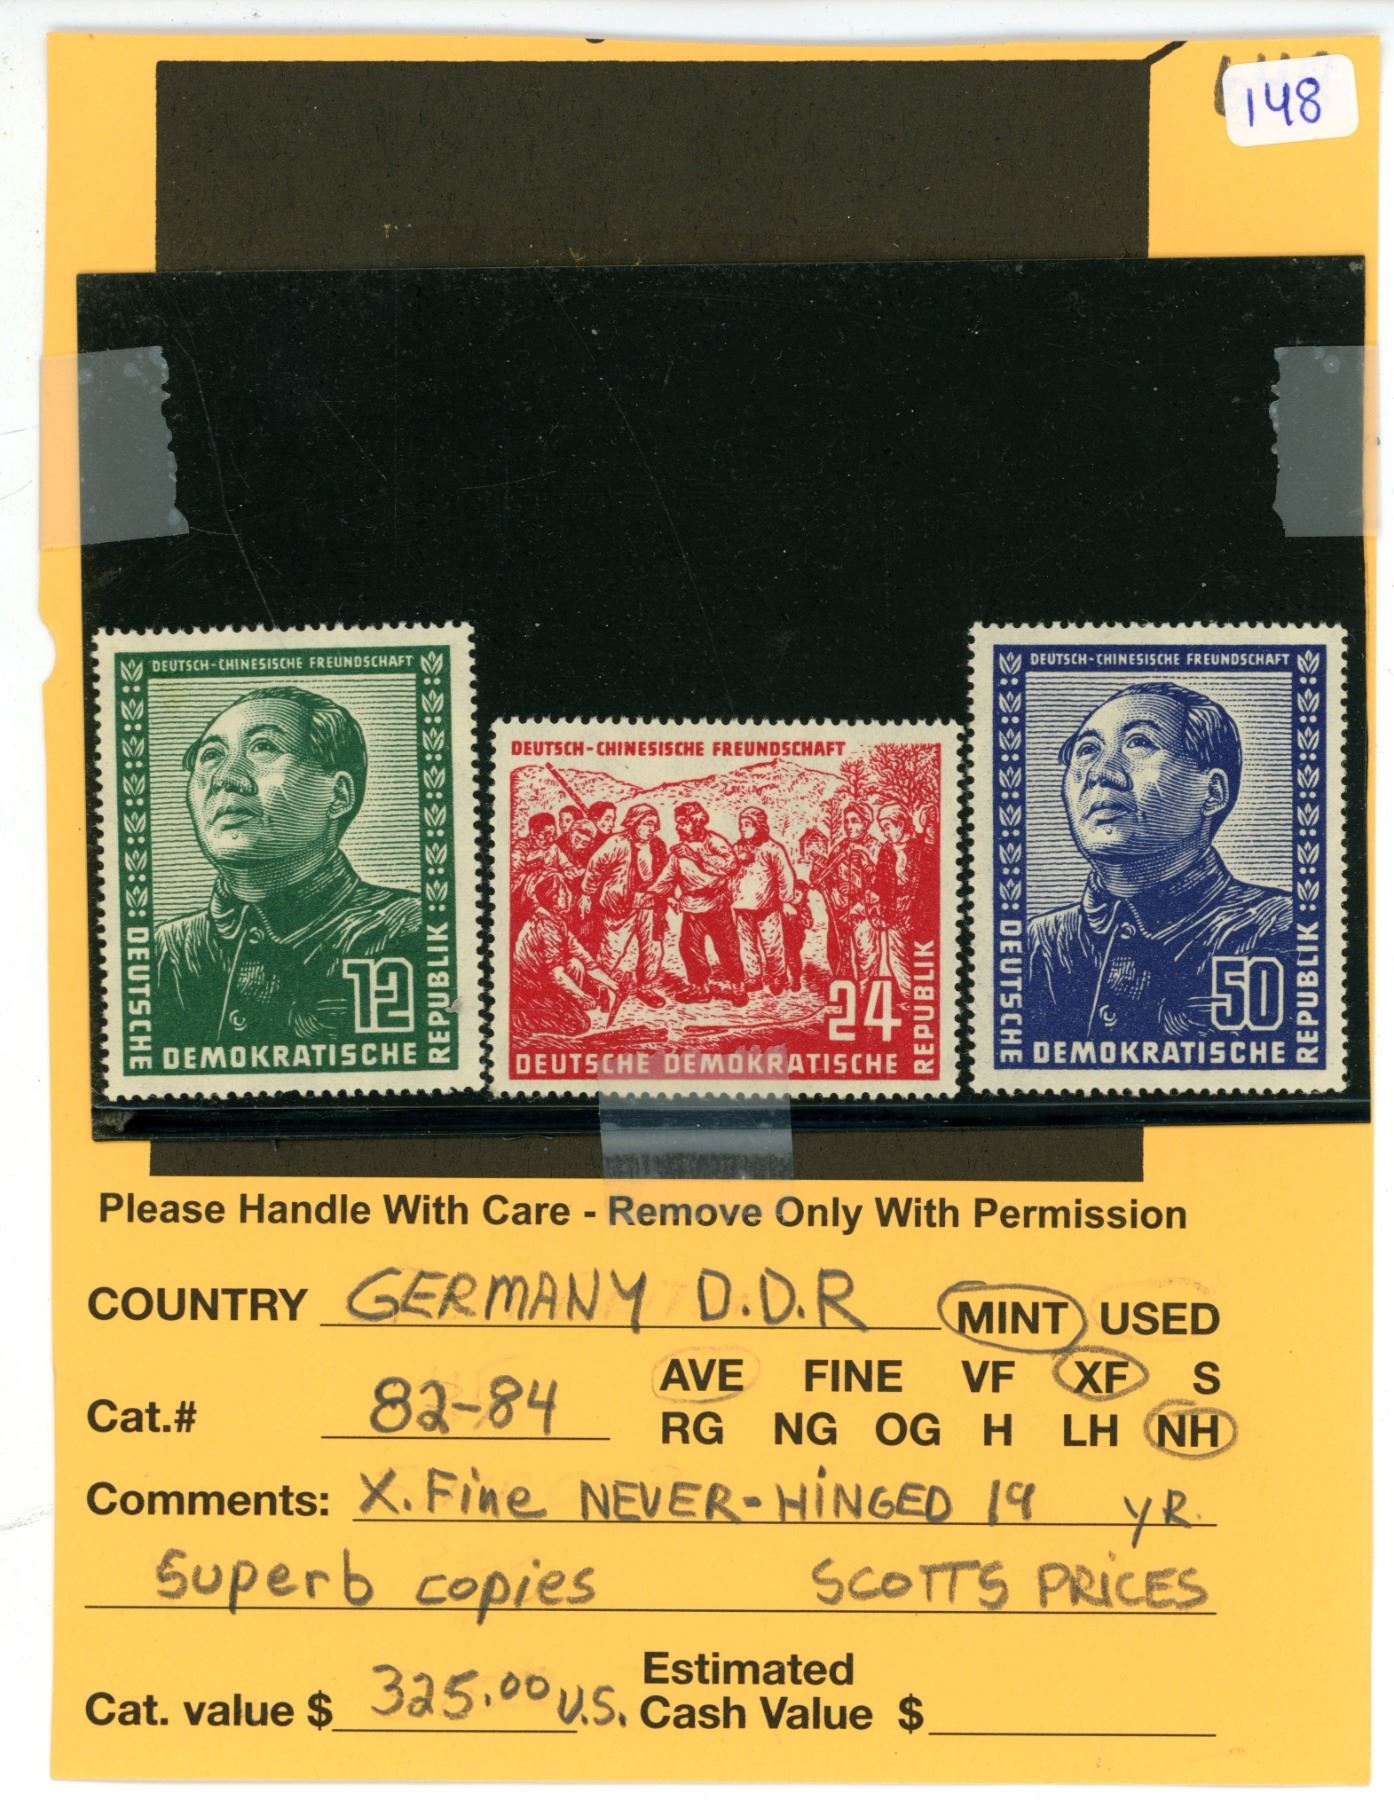 148
DEUTSCH-CHINESISCHE FREUNDSCHAFT
12
DEUTSCHE
DEMOKRATISCHE
REPUBLIK
DEUTSCH-CHINESISCHE FREUNDSCHAFT
24
DEUTSCHE DEMOKRATISCHE
REPUBLIK
DEUTSCH-CHINESISCHE FREUNDSCHAFT
50
DEUTSCHE
DEMOKRATISCHE
REPUBLIK
Please Handle With Care - Remove Only With Permission
COUNTRY GERMANY D.D.R MINT USED
AVE FINE VF XF S
Cat.# 82-84
RG NG OG H LH NH
Comments: X. Fine NEVER-HINGED 19 YR.
Superb copies SCOTTS PRICES
Estimated
Cat. value $ 325.00 U.S. Cash Value $